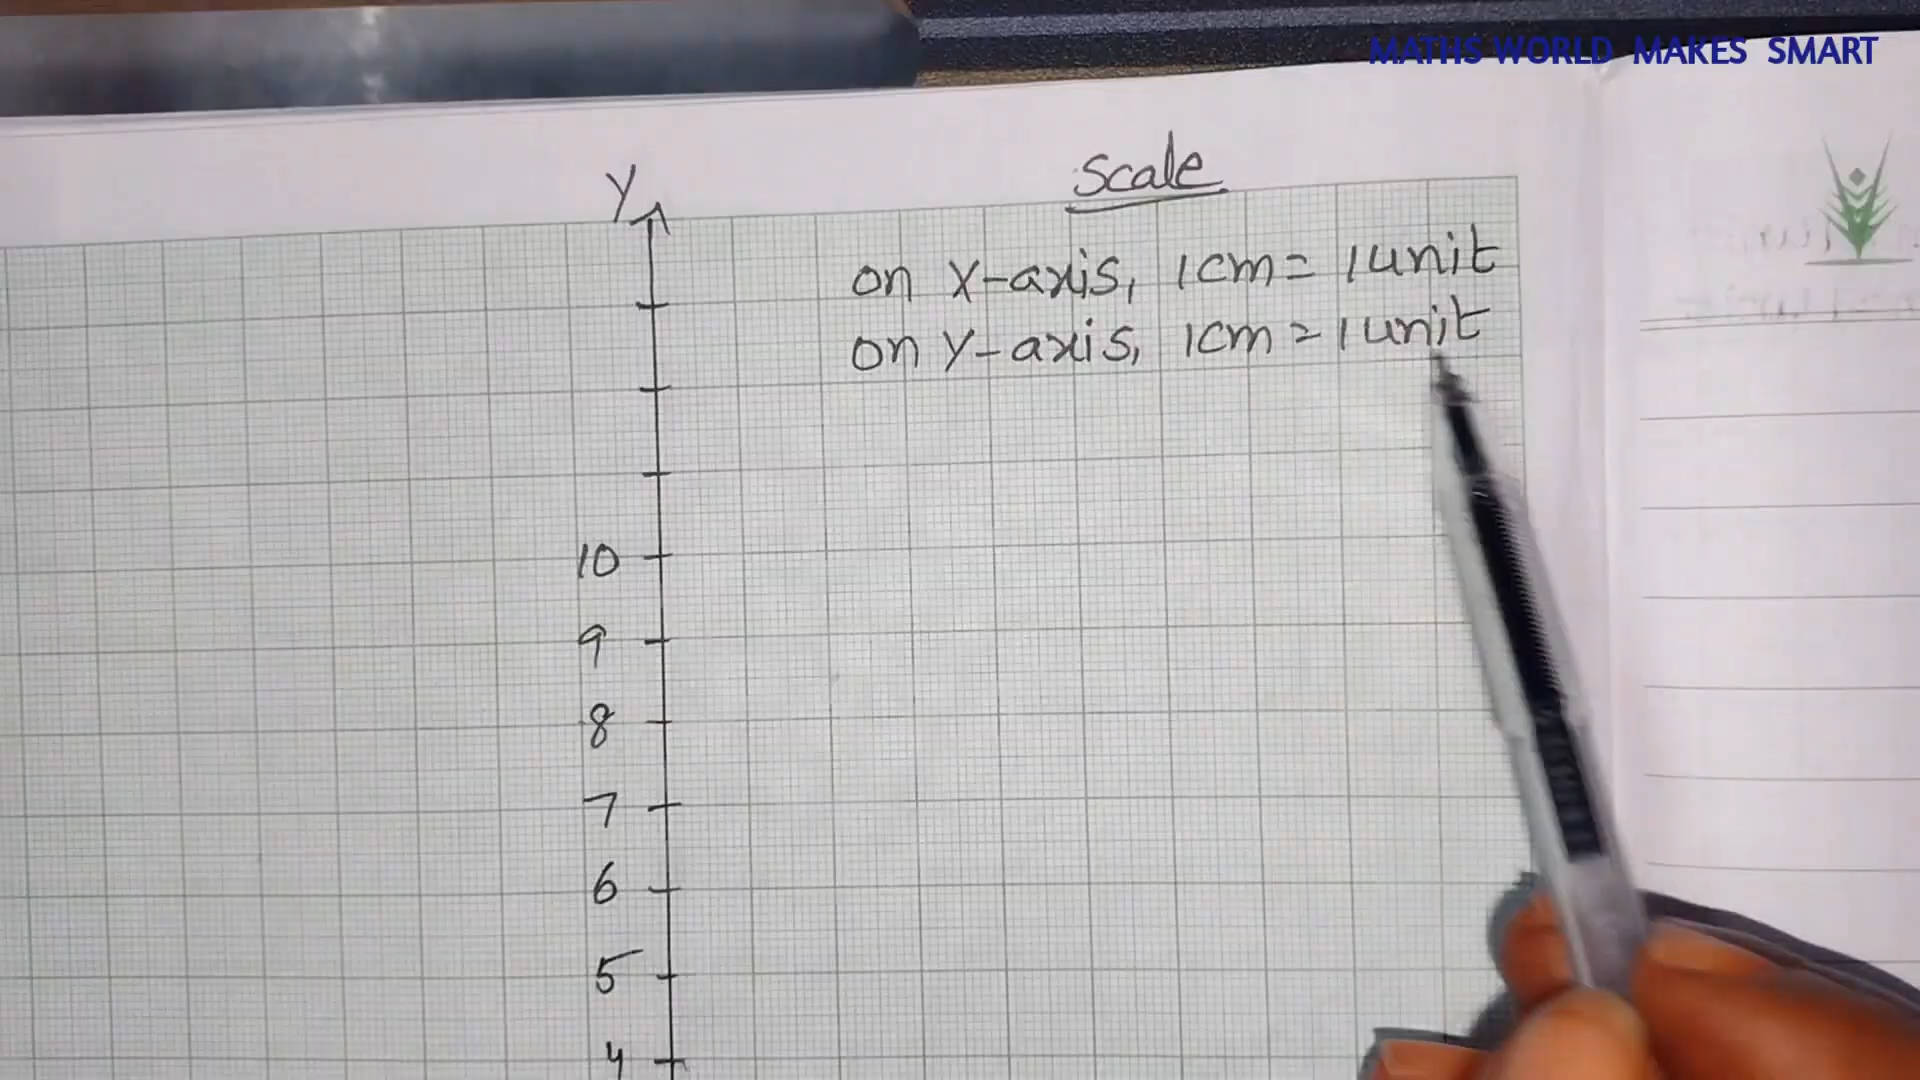 MATHS WORLD MAKES SMART
Scale
Y
on X-axis, 1cm = 1unit
on Y-axis, 1cm = 1unit
10
9
8
7
6
5
4